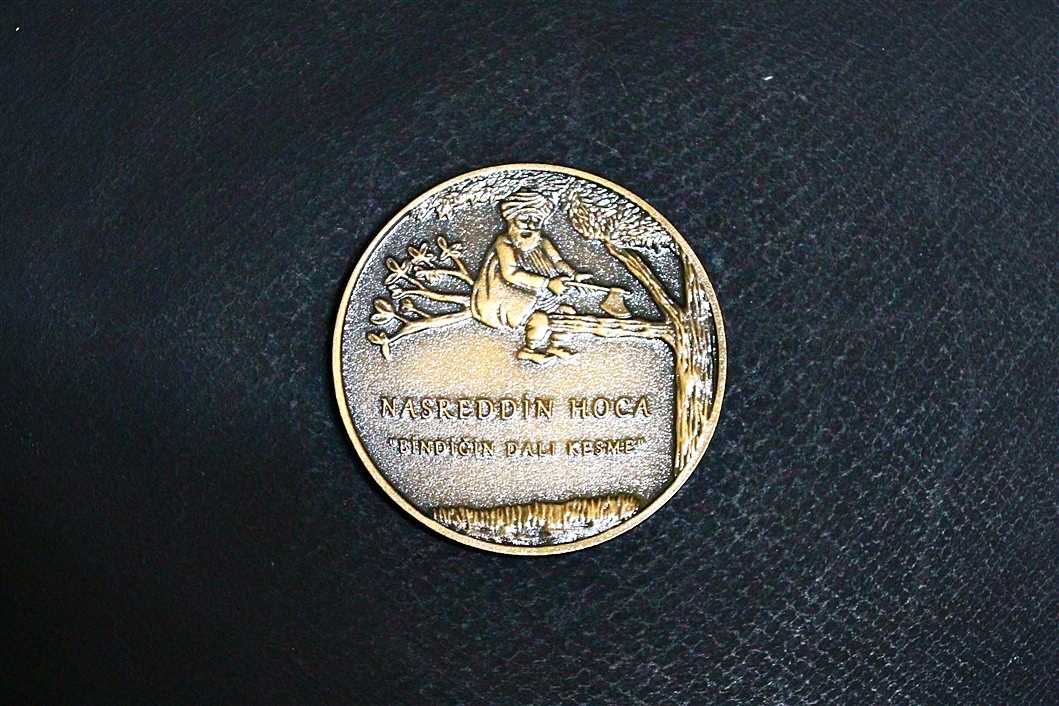 NASREDDİN HOCA
"BİNDİĞİN DALI KESME"